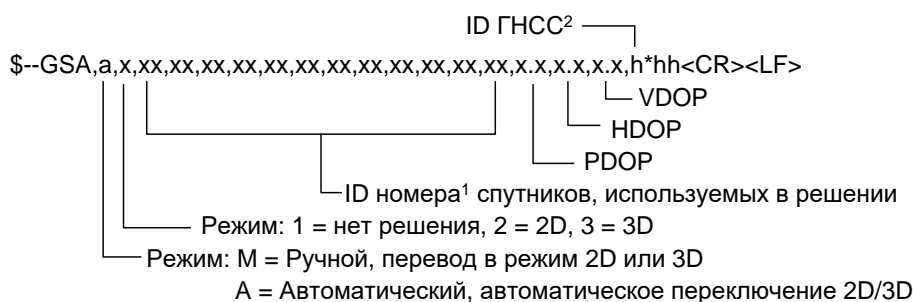 ID ГНСС²
$--GSA,a,x,xx,xx,xx,xx,xx,xx,xx,xx,xx,xx,xx,xx,x.x,x.x,x.x,h*hh<CR><LF>
VDOP
HDOP
PDOP
ID номера¹ спутников, используемых в решении
Режим: 1 = нет решения, 2 = 2D, 3 = 3D
Режим: M = Ручной, перевод в режим 2D или 3D
A = Автоматический, автоматическое переключение 2D/3D